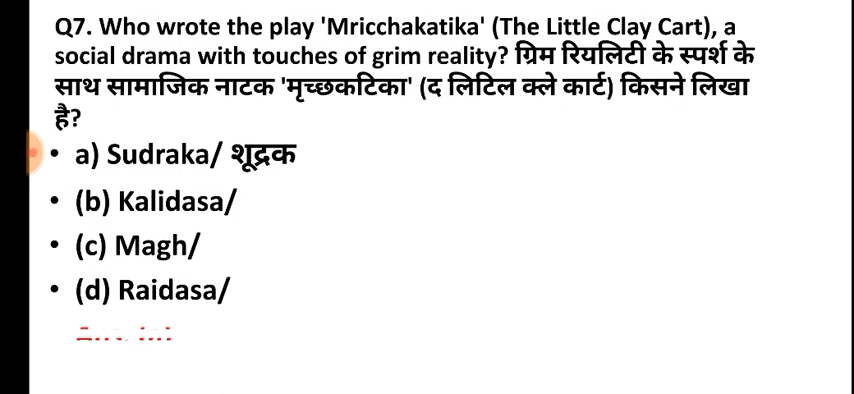 Q7. Who wrote the play 'Mricchakatika' (The Little Clay Cart), a
social drama with touches of grim reality? ग्रिम रियलिटी के स्पर्श के
साथ सामाजिक नाटक 'मृच्छकटिका' (द लिटिल क्ले कार्ट) किसने लिखा
है?
• a) Sudraka/ शूद्रक
• (b) Kalidasa/
• (c) Magh/
• (d) Raidasa/